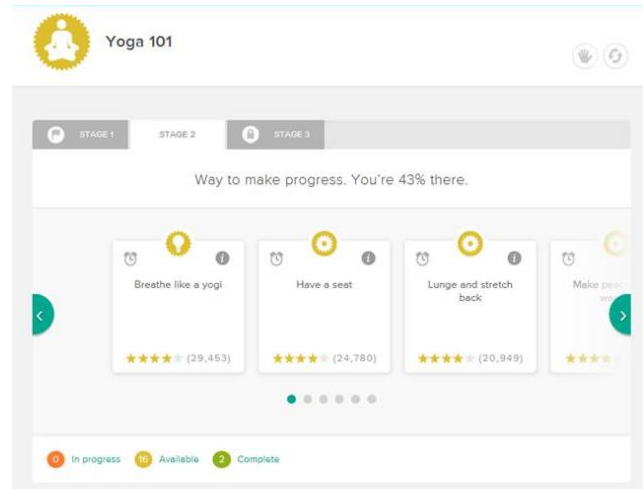 Yoga 101
STAGE 1
STAGE 2
STAGE 3
Way to make progress. You're 43% there.
Breathe like a yogi
(29,453)
Have a seat
(24,780)
Lunge and stretch
back
(20,949)
Make
0 In progress
16 Available
2 Complete